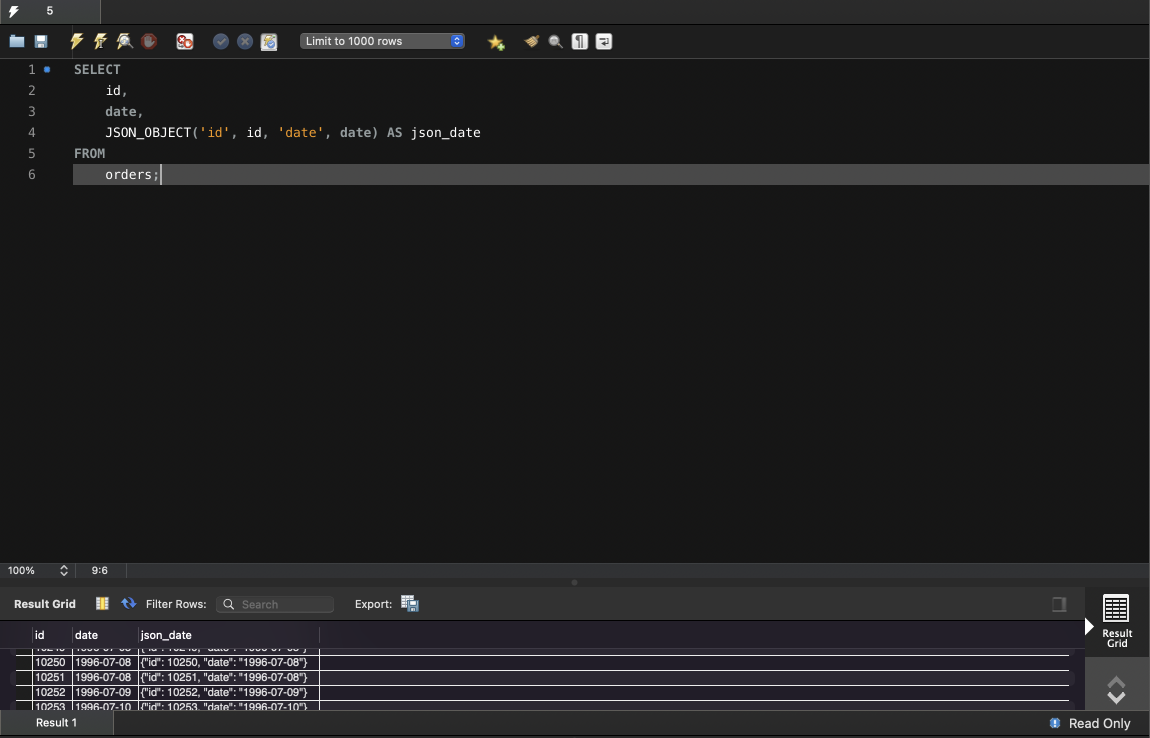 5
Limit to 1000 rows
1 SELECT
2 id,
3 date,
4 JSON_OBJECT('id', id, 'date', date) AS json_date
5 FROM
6 orders;
100% 9:6
Result Grid Filter Rows: Search Export:
Result Grid
id date json_date
10250 1996-07-08 {"id": 10250, "date": "1996-07-08"}
10251 1996-07-08 {"id": 10251, "date": "1996-07-08"}
10252 1996-07-09 {"id": 10252, "date": "1996-07-09"}
10253 1996-07-10 {"id": 10253, "date": "1996-07-10"}
Result 1 Read Only